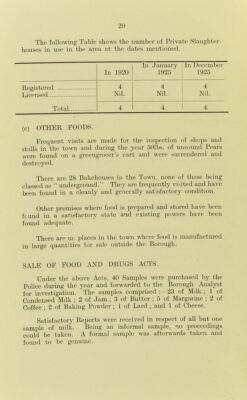 29
The following Table shows the number of Private Slaughter-
houses in use in the area at the dates mentioned.
In 1920
In January 1925
In December 1925
Registered 4 4 4
Licensed Nil. Nil. Nil.
Total 4 4 4
(c) OTHER FOODS.
Frequent visits are made for the inspection of shops and
stalls in the town and during the year 50lbs. of unsound Pears
were found on a greengrocer's cart and were surrendered and
destroyed.
There are 28 Bakehouses in the Town, none of these being
classed as " underground." They are frequently visited and have
been found in a cleanly and generally satisfactory condition.
Other premises where food is prepared and stored have been
found in a satisfactory state and existing powers have been
found adequate.
There are no places in the town where food is manufactured
in large quantities for sale outside the Borough.
SALE OF FOOD AND DRUGS ACTS.
Under the above Acts, 40 Samples were purchased by the
Police during the year and forwarded to the Borough Analyst
for investigation. The samples comprised :—23 of Milk ; 1 of
Condensed Milk ; 2 of Jam ; 3 of Butter ; 5 of Margarine ; 2 of
Coffee ; 2 of Baking Powder ; 1 of Lard ; and 1 of Cheese.
Satisfactory Reports were received in respect of all but one
sample of milk. Being an informal sample, no proceedings
could be taken. A formal sample was afterwards taken and
found to be genuine.